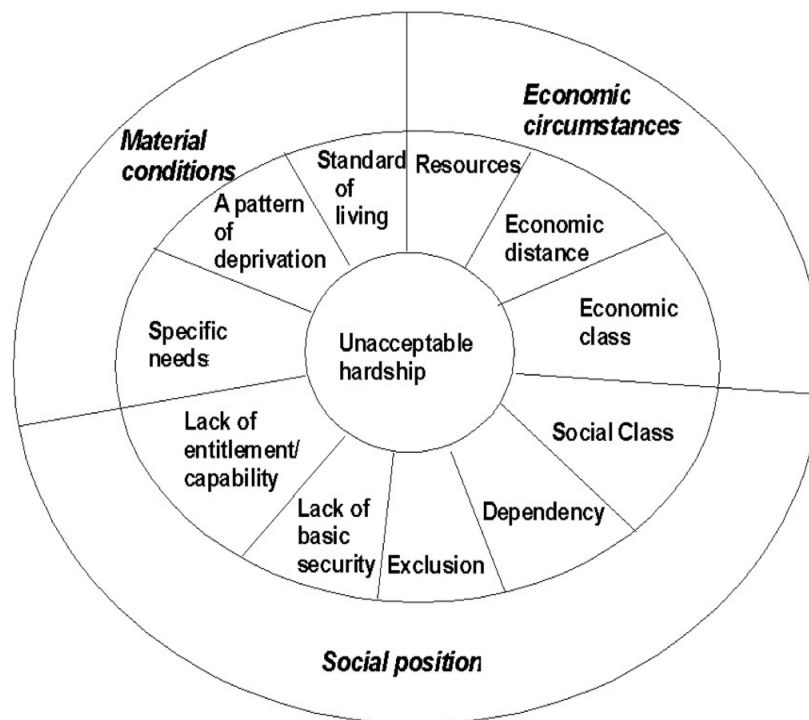 Economic
circumstances
Material
conditions
Standard
of
living
Resources
A pattern
of
deprivation
Economic
distance
Specific
needs
Unacceptable
hardship
Economic
class
Lack of
entitlement/
capability
Social Class
Lack of
basic
security
Exclusion
Dependency
Social position